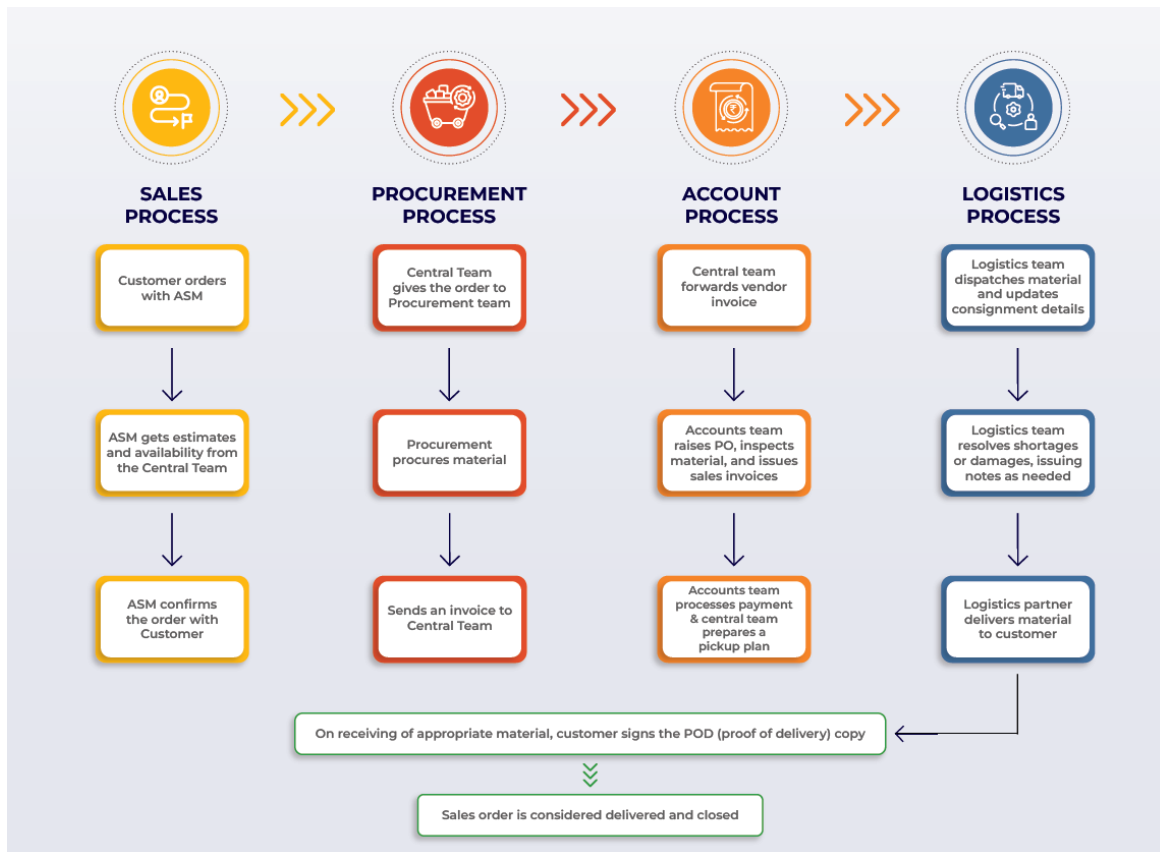 SALES
PROCESS
PROCUREMENT
PROCESS
ACCOUNT
PROCESS
LOGISTICS
PROCESS
Customer orders
with ASM
ASM gets estimates
and availability from
the Central Team
ASM confirms
the order with
Customer
Central Team
gives the order to
Procurement team
Procurement
procures material
Sends an invoice to
Central Team
Central team
forwards vendor
invoice
Accounts team
raises PO, inspects
material, and issues
sales invoices
Accounts team
processes payment
& central team
prepares a
pickup plan
Logistics team
dispatches material
and updates
consignment details
Logistics team
resolves shortages
or damages, issuing
notes as needed
Logistics partner
delivers material
to customer
On receiving of appropriate material, customer signs the POD (proof of delivery) copy
Sales order is considered delivered and closed